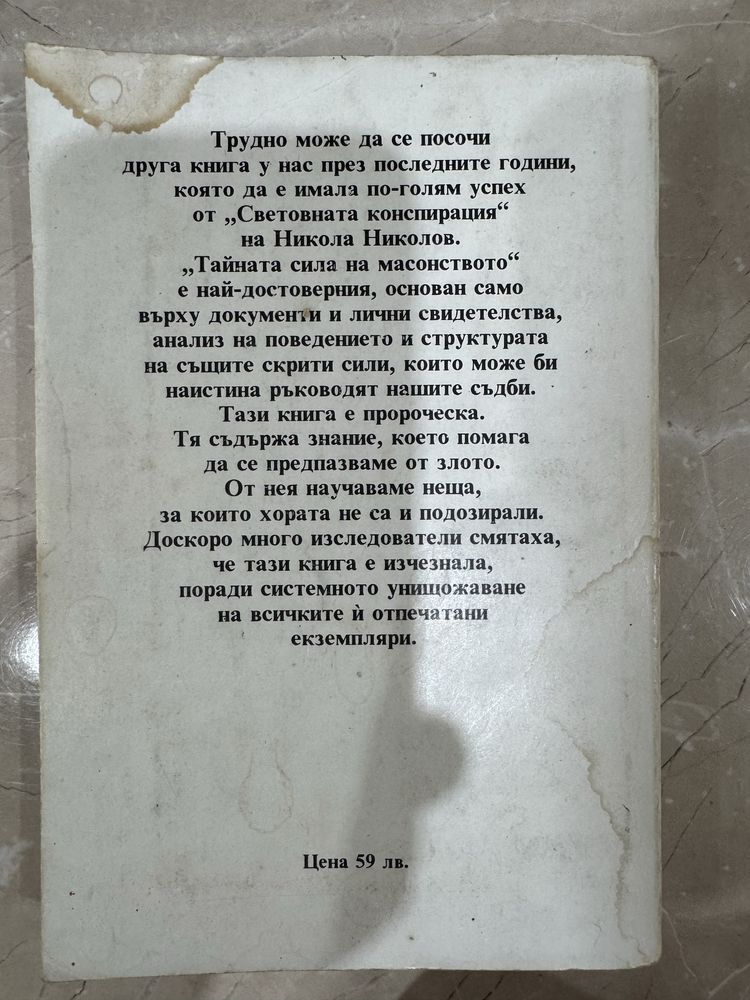 Трудно може да се посочи
друга книга у нас през последните години,
която да е имала по-голям успех
от „Световната конспирация“
на Никола Николов.
„Тайната сила на масонството“
е най-достоверния, основан само
върху документи и лични свидетелства,
анализ на поведението и структурата
на същите скрити сили, които може би
наистина ръководят нашите съдби.
Тази книга е пророческа.
Тя съдържа знание, което помага
да се предпазваме от злото.
От нея научаваме неща,
за които хората не са и подозирали.
Доскоро много изследователи смятаха,
че тази книга е изчезнала,
поради системното унищожаване
на всичките ѝ отпечатани
екземпляри.
Цена 59 лв.